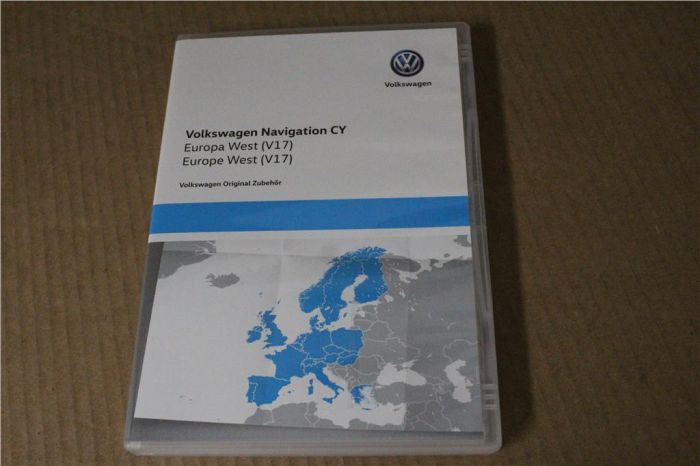 Volkswagen
Volkswagen Navigation CY
Europa West (V17)
Europe West (V17)
Volkswagen Original Zubehör